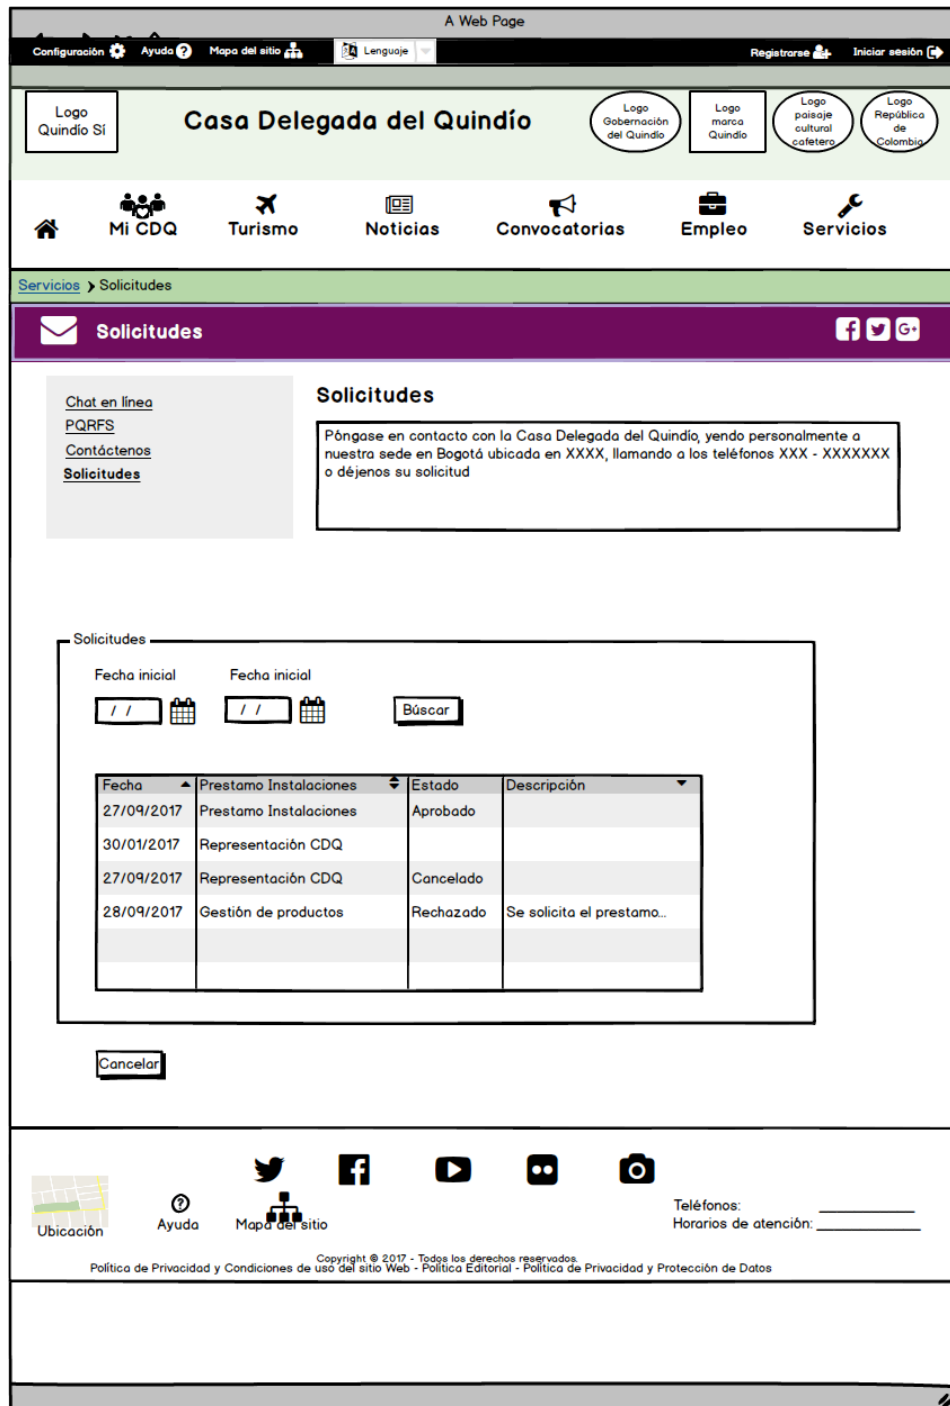 A Web Page
Configuración Ayuda Mapa del sitio Lenguaje Registrarse Iniciar sesión
Logo
Quindío Sí
Casa Delegada del Quindío
Logo
Gobernación
del Quindío
Logo
marca
Quindío
Logo
paisaje
cultural
cafetero
Logo
República
de
Colombia
Mi CDQ Turismo Noticias Convocatorias Empleo Servicios
Servicios Solicitudes
Solicitudes
Chat en línea
PQRFS
Contáctenos
Solicitudes
Solicitudes
Póngase en contacto con la Casa Delegada del Quindío, yendo personalmente a
nuestra sede en Bogotá ubicada en XXXX, llamando a los teléfonos XXX - XXXXXXX
o déjenos su solicitud
Solicitudes
Fecha inicial Fecha inicial
/ / / / Búscar
Fecha Prestamo Instalaciones Estado Descripción
27/09/2017 Prestamo Instalaciones Aprobado
30/01/2017 Representación CDQ
27/09/2017 Representación CDQ Cancelado
28/09/2017 Gestión de productos Rechazado Se solicita el prestamo...
Cancelar
Ubicación
Ayuda
Mapa del sitio
Teléfonos: ____________
Horarios de atención: ____________
Copyright © 2017 - Todos los derechos reservados.
Política de Privacidad y Condiciones de uso del sitio Web - Política Editorial - Política de Privacidad y Protección de Datos